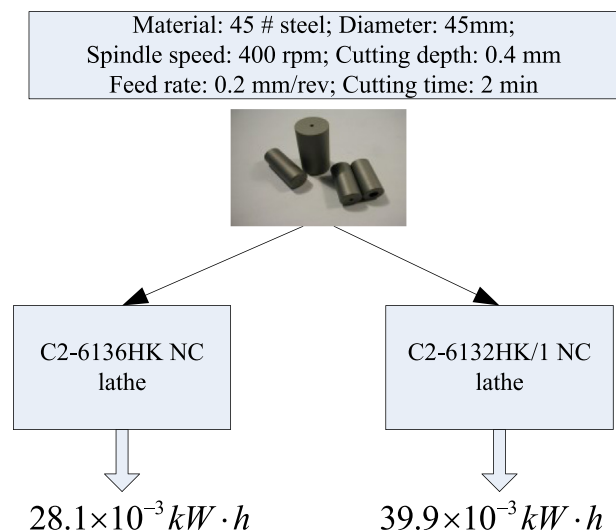 Material: 45 # steel; Diameter: 45mm;
Spindle speed: 400 rpm; Cutting depth: 0.4 mm
Feed rate: 0.2 mm/rev; Cutting time: 2 min
C2-6136HK NC
lathe
C2-6132HK/1 NC
lathe
28.1×10⁻³ kW·h
39.9×10⁻³ kW·h